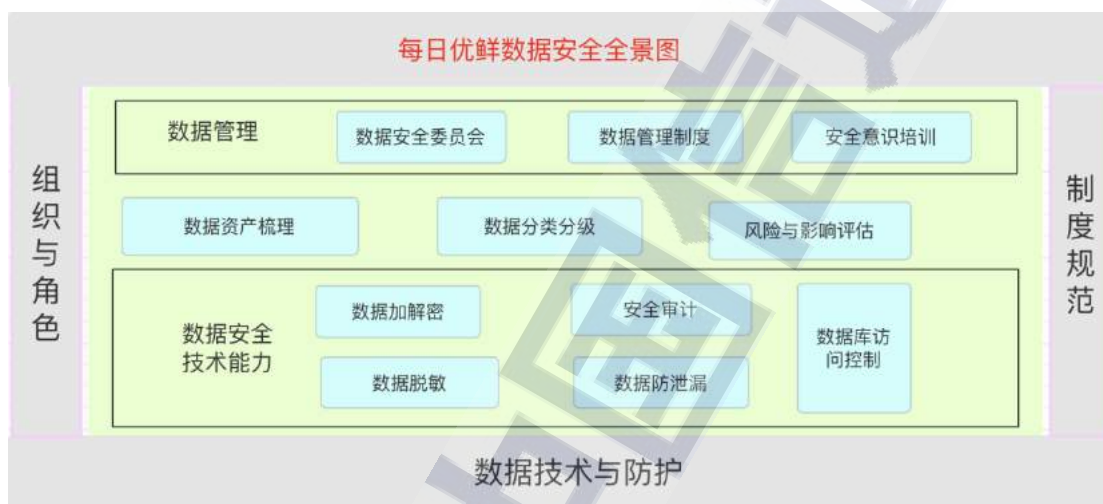 每日优鲜数据安全全景图
组织与角色
数据管理
数据安全委员会
数据管理制度
安全意识培训
数据资产梳理
数据分类分级
风险与影响评估
数据安全
技术能力
数据加解密
安全审计
数据库访
问控制
数据脱敏
数据防泄漏
制度规范
数据技术与防护